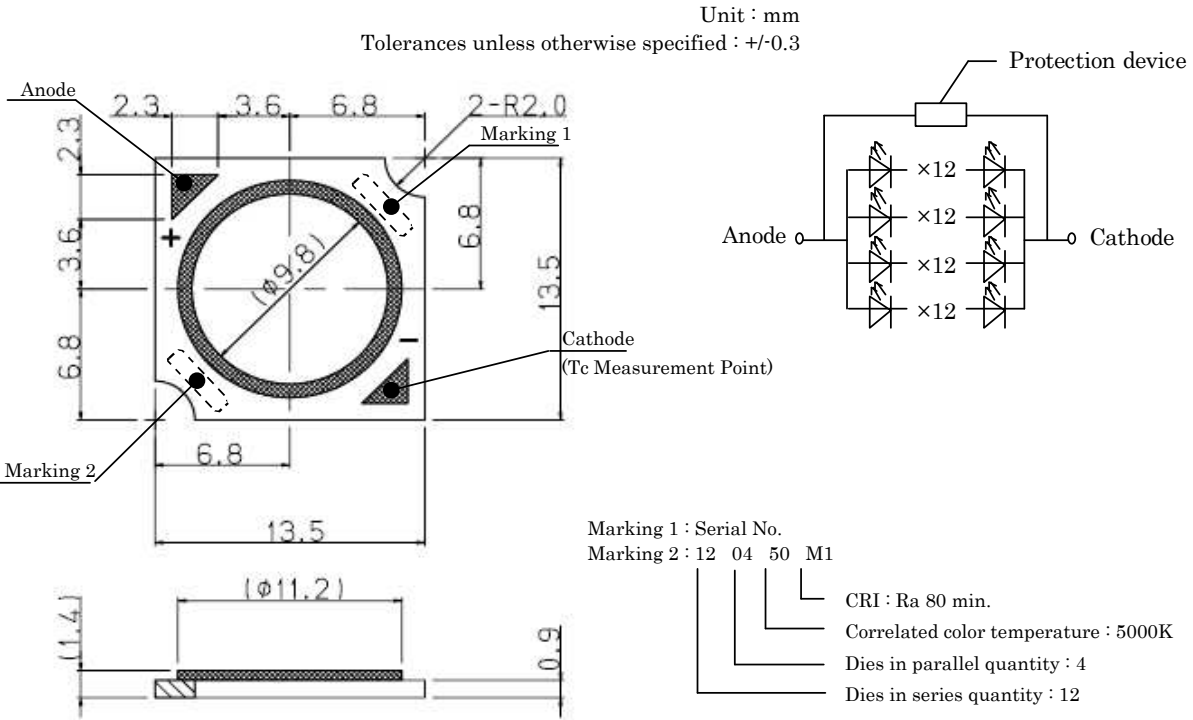 Unit : mm
Tolerances unless otherwise specified : +/-0.3
Anode
2.3
3.6
6.8
2-R2.0
Marking 1
2.3
3.6
6.8
+
(φ9.8)
6.8
13.5
−
Cathode
(Tc Measurement Point)
Marking 2
6.8
13.5
(φ11.2)
(1.4)
0.9
Protection device
×12
×12
Anode
Cathode
×12
×12
Marking 1 : Serial No.
Marking 2 : 12 04 50 M1
CRI : Ra 80 min.
Correlated color temperature : 5000K
Dies in parallel quantity : 4
Dies in series quantity : 12